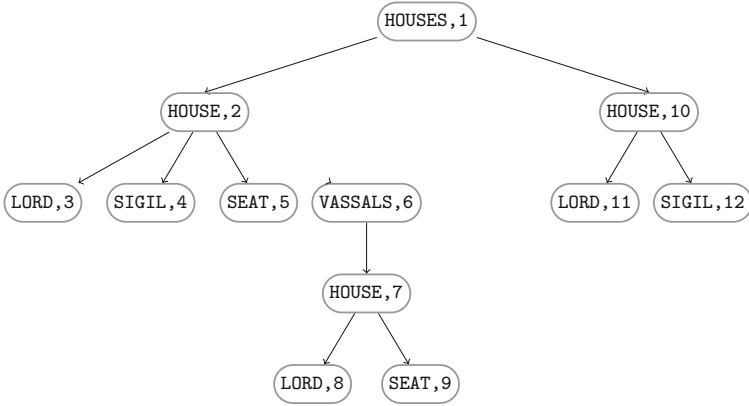 HOUSES,1
HOUSE,2
HOUSE,10
LORD,3
SIGIL,4
SEAT,5
VASSALS,6
LORD,11
SIGIL,12
HOUSE,7
LORD,8
SEAT,9